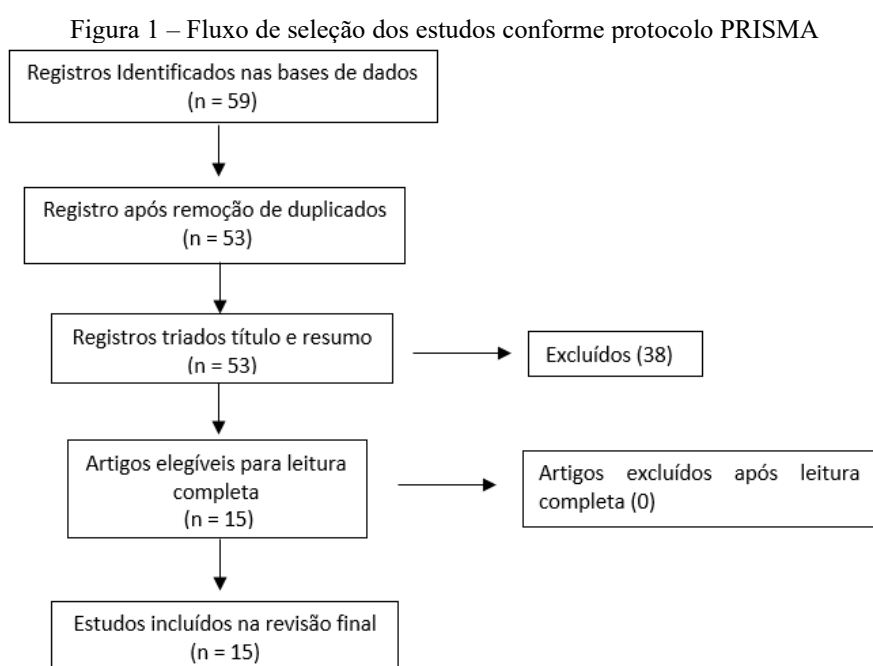 Figura 1 – Fluxo de seleção dos estudos conforme protocolo PRISMA
Registros Identificados nas bases de dados
(n = 59)
Registro após remoção de duplicados
(n = 53)
Registros triados título e resumo
(n = 53)
Excluídos (38)
Artigos elegíveis para leitura
completa
(n = 15)
Artigos excluídos após leitura
completa (0)
Estudos incluídos na revisão final
(n = 15)